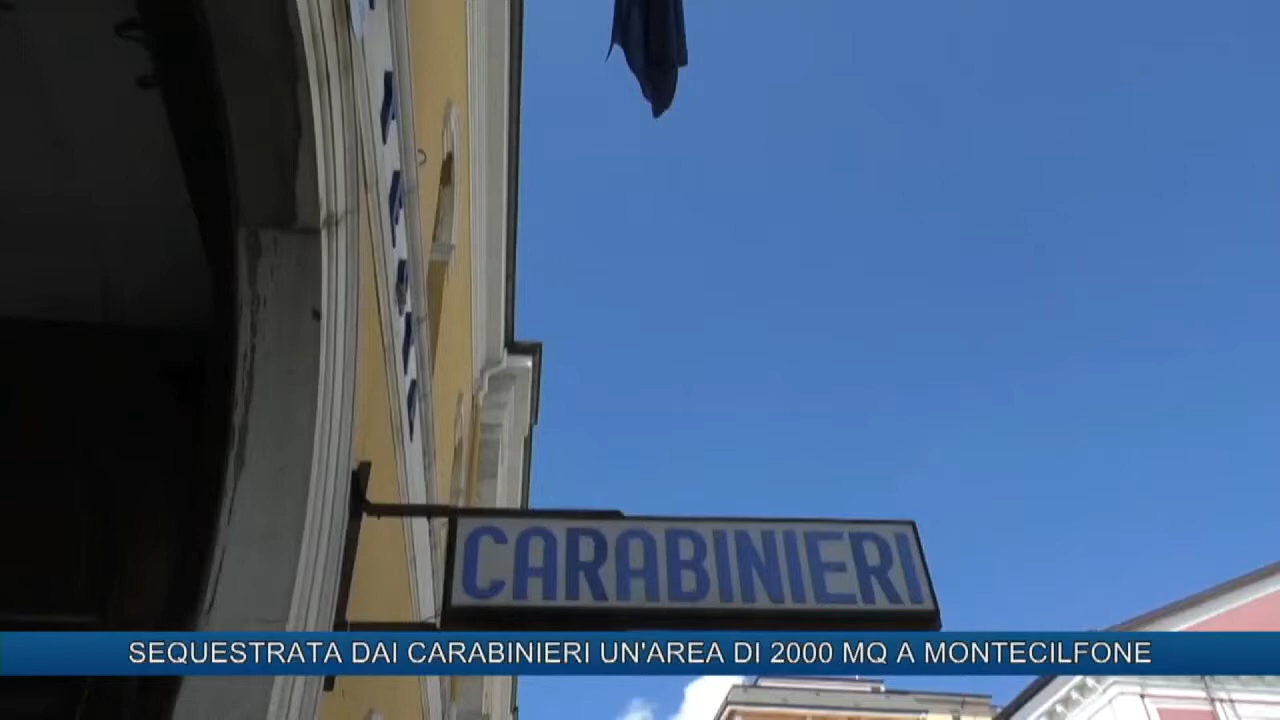 CARABINIERI
SEQUESTRATA DAI CARABINIERI UN'AREA DI 2000 MQ A MONTECILFONE